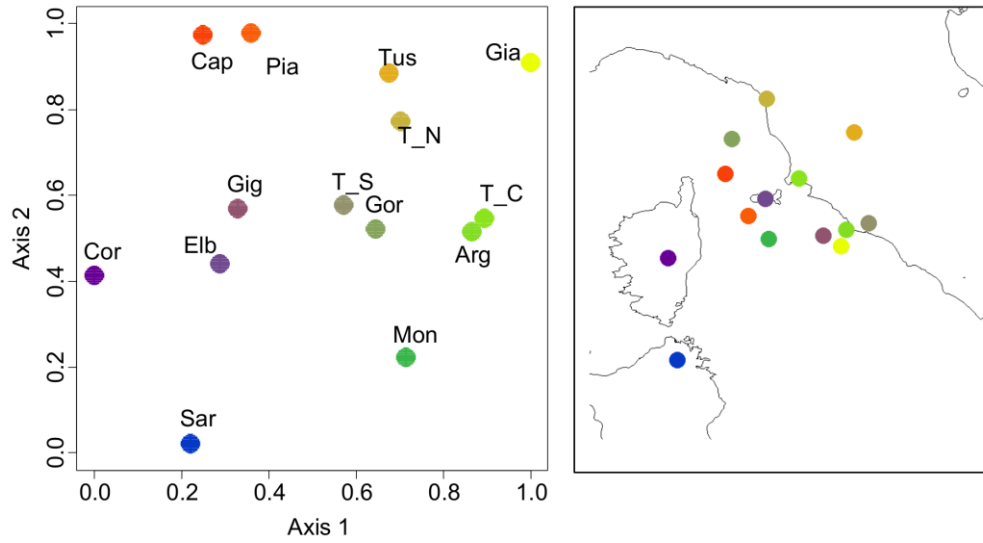 1.0
0.8
0.6
0.4
0.2
0.0
Axis 2
Cap
Pia
Tus
Gia
T_N
Gig
T_S
Gor
T_C
Cor
Elb
Arg
Mon
Sar
0.0 0.2 0.4 0.6 0.8 1.0
Axis 1